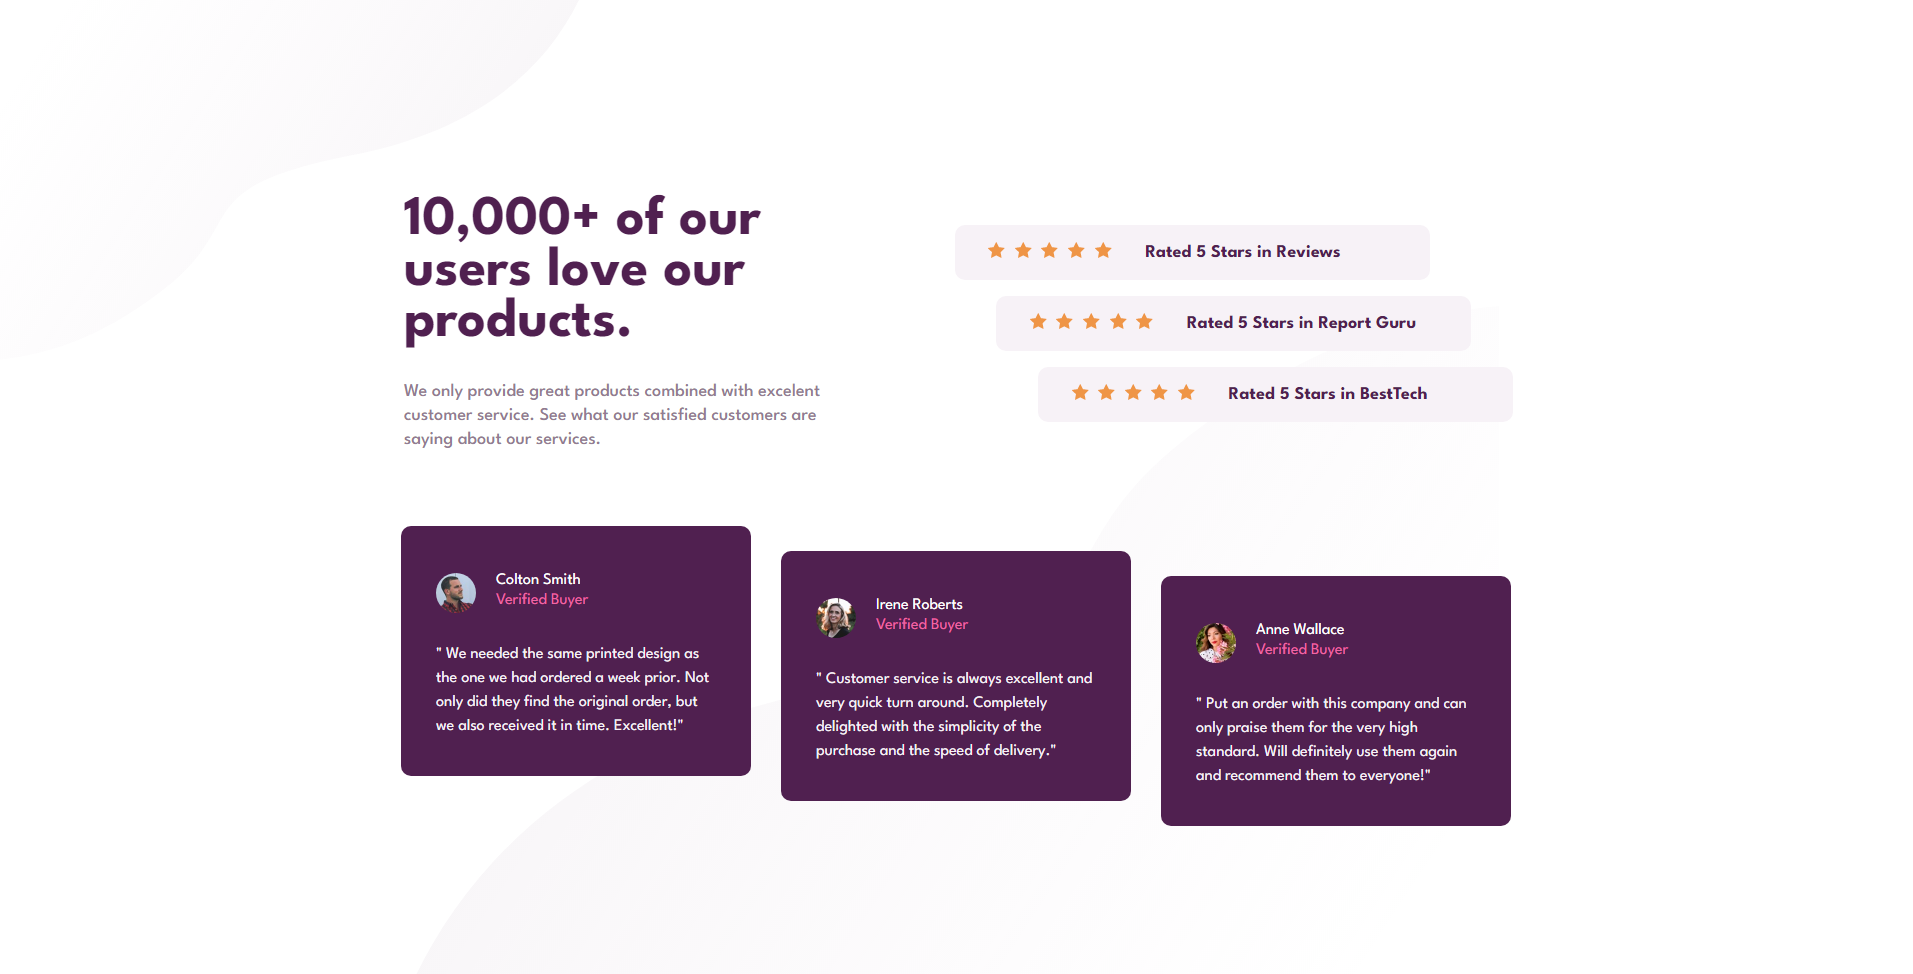 10,000+ of our
users love our
products.
We only provide great products combined with excelent
customer service. See what our satisfied customers are
saying about our services.
Rated 5 Stars in Reviews
Rated 5 Stars in Report Guru
Rated 5 Stars in BestTech
Colton Smith
Verified Buyer
" We needed the same printed design as
the one we had ordered a week prior. Not
only did they find the original order, but
we also received it in time. Excellent!"
Irene Roberts
Verified Buyer
" Customer service is always excellent and
very quick turn around. Completely
delighted with the simplicity of the
purchase and the speed of delivery."
Anne Wallace
Verified Buyer
" Put an order with this company and can
only praise them for the very high
standard. Will definitely use them again
and recommend them to everyone!"